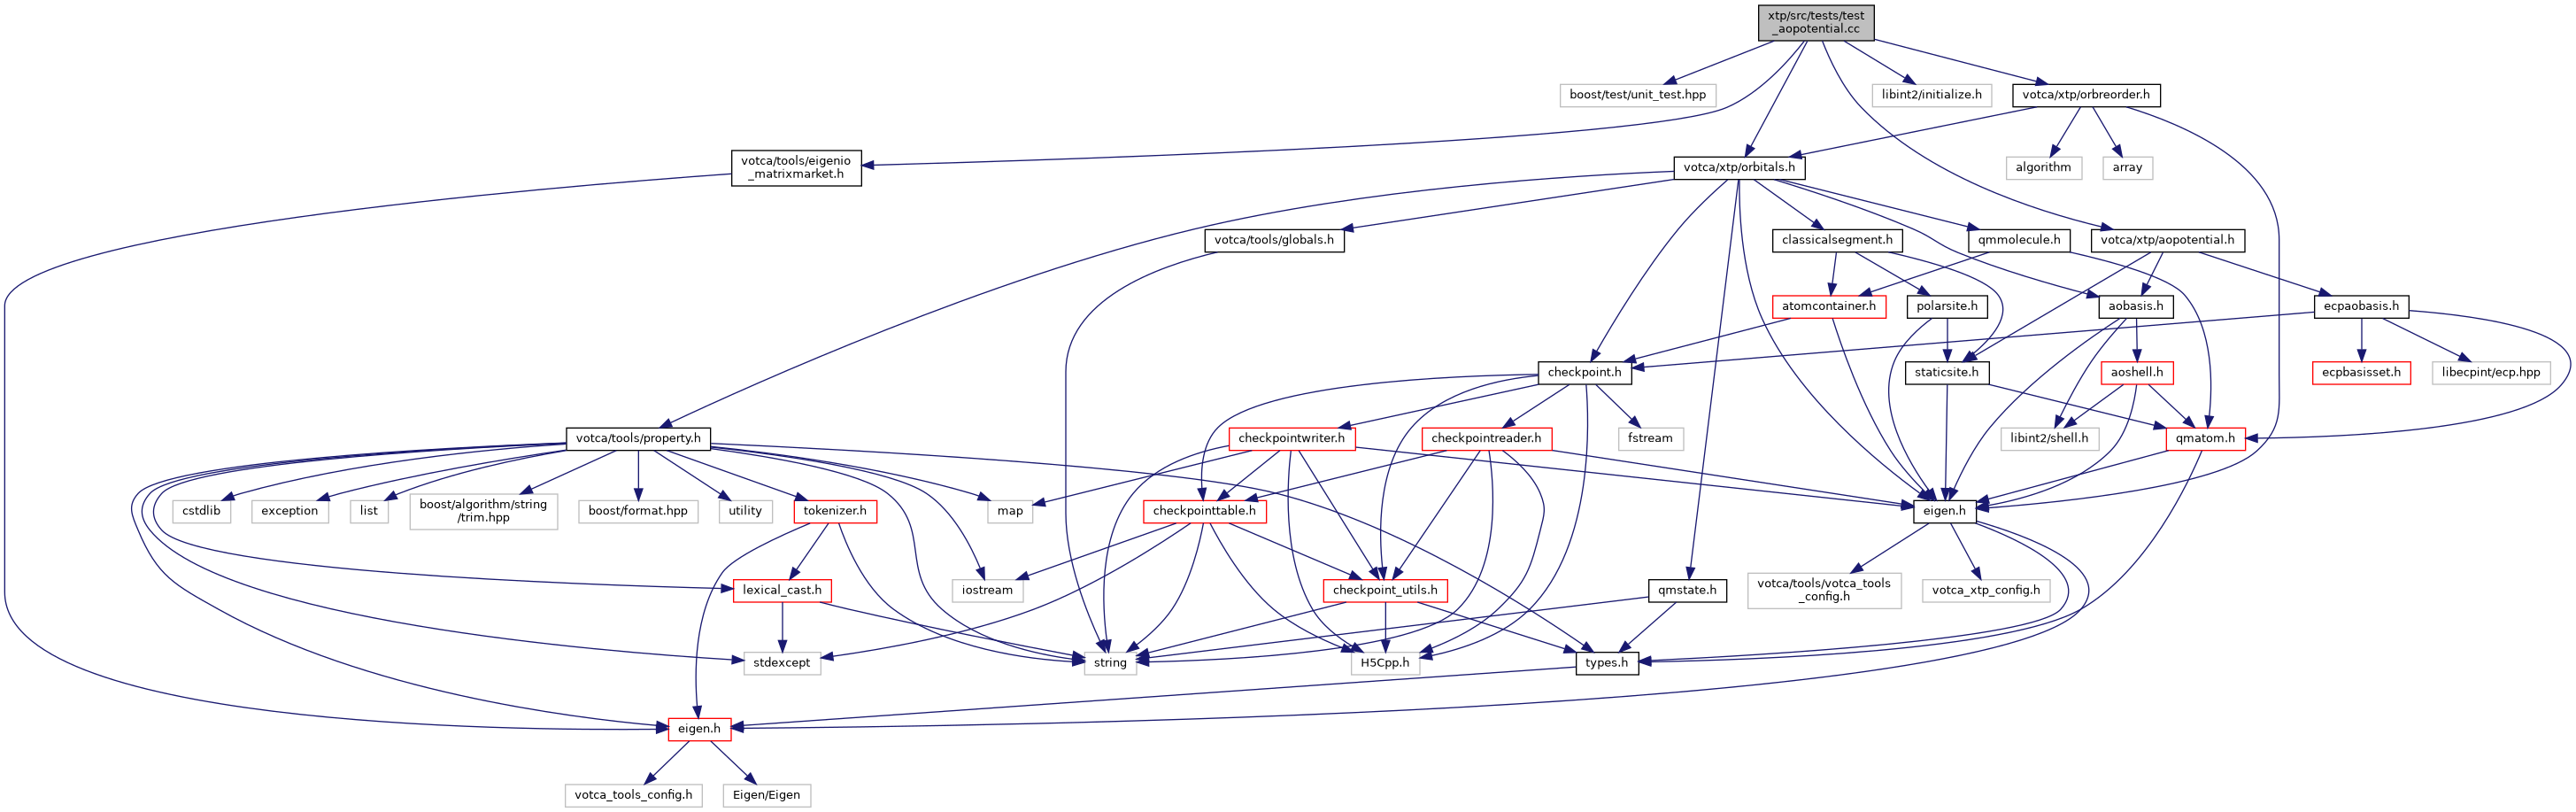 xtp/src/tests/test
_aopotential.cc
boost/test/unit_test.hpp
libint2/initialize.h
votca/xtp/orbreorder.h
votca/tools/eigenio
_matrixmarket.h
votca/xtp/orbitals.h
algorithm
array
votca/tools/globals.h
classicalsegment.h
qmmolecule.h
votca/xtp/aopotential.h
atomcontainer.h
polarsite.h
aobasis.h
ecpaobasis.h
checkpoint.h
staticsite.h
aoshell.h
ecpbasisset.h
libecpint/ecp.hpp
votca/tools/property.h
checkpointwriter.h
checkpointreader.h
fstream
libint2/shell.h
qmatom.h
cstdlib
exception
list
boost/algorithm/string
/trim.hpp
boost/format.hpp
utility
tokenizer.h
map
checkpointtable.h
eigen.h
lexical_cast.h
iostream
checkpoint_utils.h
qmstate.h
votca/tools/votca_tools
_config.h
votca_xtp_config.h
stdexcept
string
H5Cpp.h
types.h
eigen.h
votca_tools_config.h
Eigen/Eigen